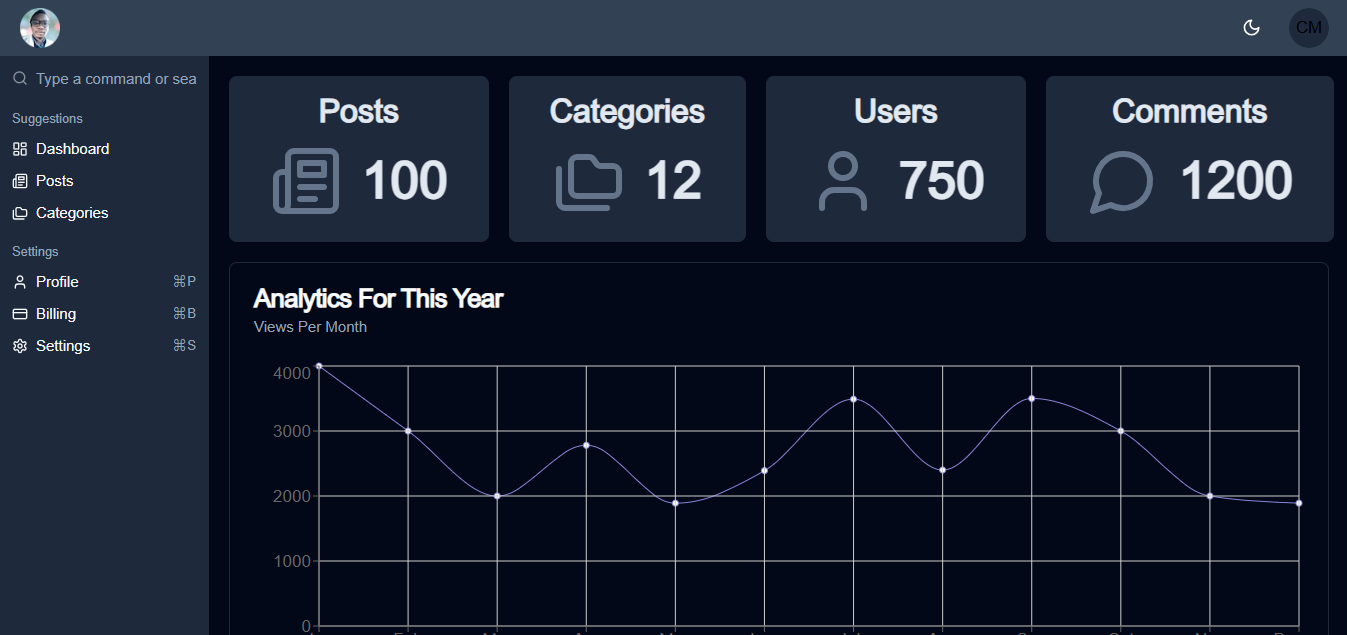 CM
Type a command or sea
Suggestions
Dashboard
Posts
Categories
Settings
Profile ⌘P
Billing ⌘B
Settings ⌘S
Posts
100
Categories
12
Users
750
Comments
1200
Analytics For This Year
Views Per Month
4000
3000
2000
1000
0